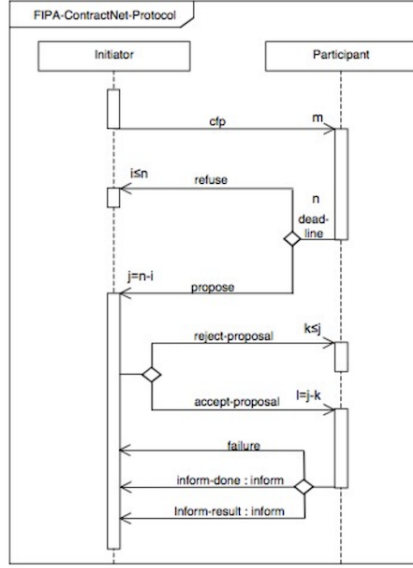 FIPA-ContractNet-Protocol
Initiator
Participant
cfp
m
i≤n
refuse
n
dead-
line
j=n-i
propose
reject-proposal
k≤j
accept-proposal
l=j-k
failure
inform-done : inform
Inform-result : inform